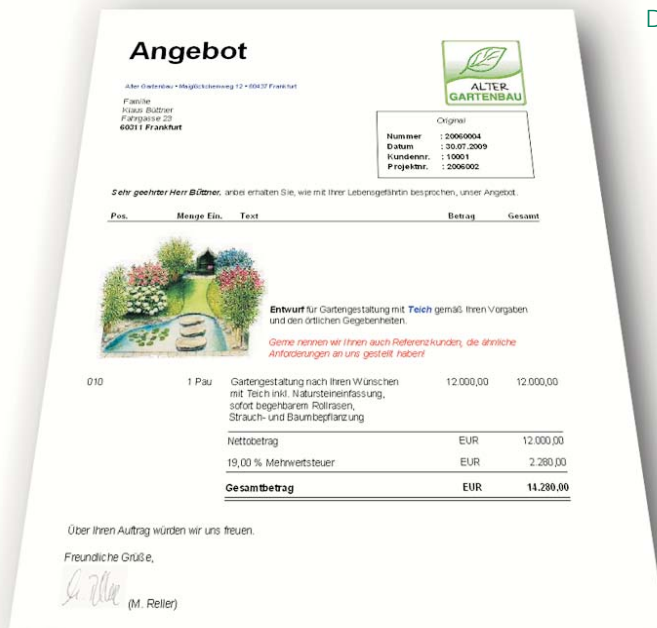 D
Angebot
ALTER
GARTENBAU
Alter Gartenbau • Maiglöckchenweg 12 • 60437 Frankfurt
Familie
Klaus Büttner
Fahrgasse 23
60311 Frankfurt
Original
Nummer : 20060004
Datum : 30.07.2009
Kundennr. : 10001
Projektnr. : 2006002
Sehr geehrter Herr Büttner, anbei erhalten Sie, wie mit Ihrer Lebensgefährtin besprochen, unser Angebot.
Pos. Menge Ein. Text Betrag Gesamt
Entwurf für Gartengestaltung mit Teich gemäß Ihren Vorgaben
und den örtlichen Gegebenheiten.
Gerne nennen wir Ihnen auch Referenzkunden, die ähnliche
Anforderungen an uns gestellt haben!
010 1 Pau Gartengestaltung nach Ihren Wünschen 12.000,00 12.000,00
mit Teich inkl. Natursteineinfassung,
sofort begehbarem Rollrasen,
Strauch- und Baumbepflanzung
Nettobetrag EUR 12.000,00
19,00 % Mehrwertsteuer EUR 2.280,00
Gesamtbetrag EUR 14.280,00
Über Ihren Auftrag würden wir uns freuen.
Freundliche Grüße,
(M. Reller)